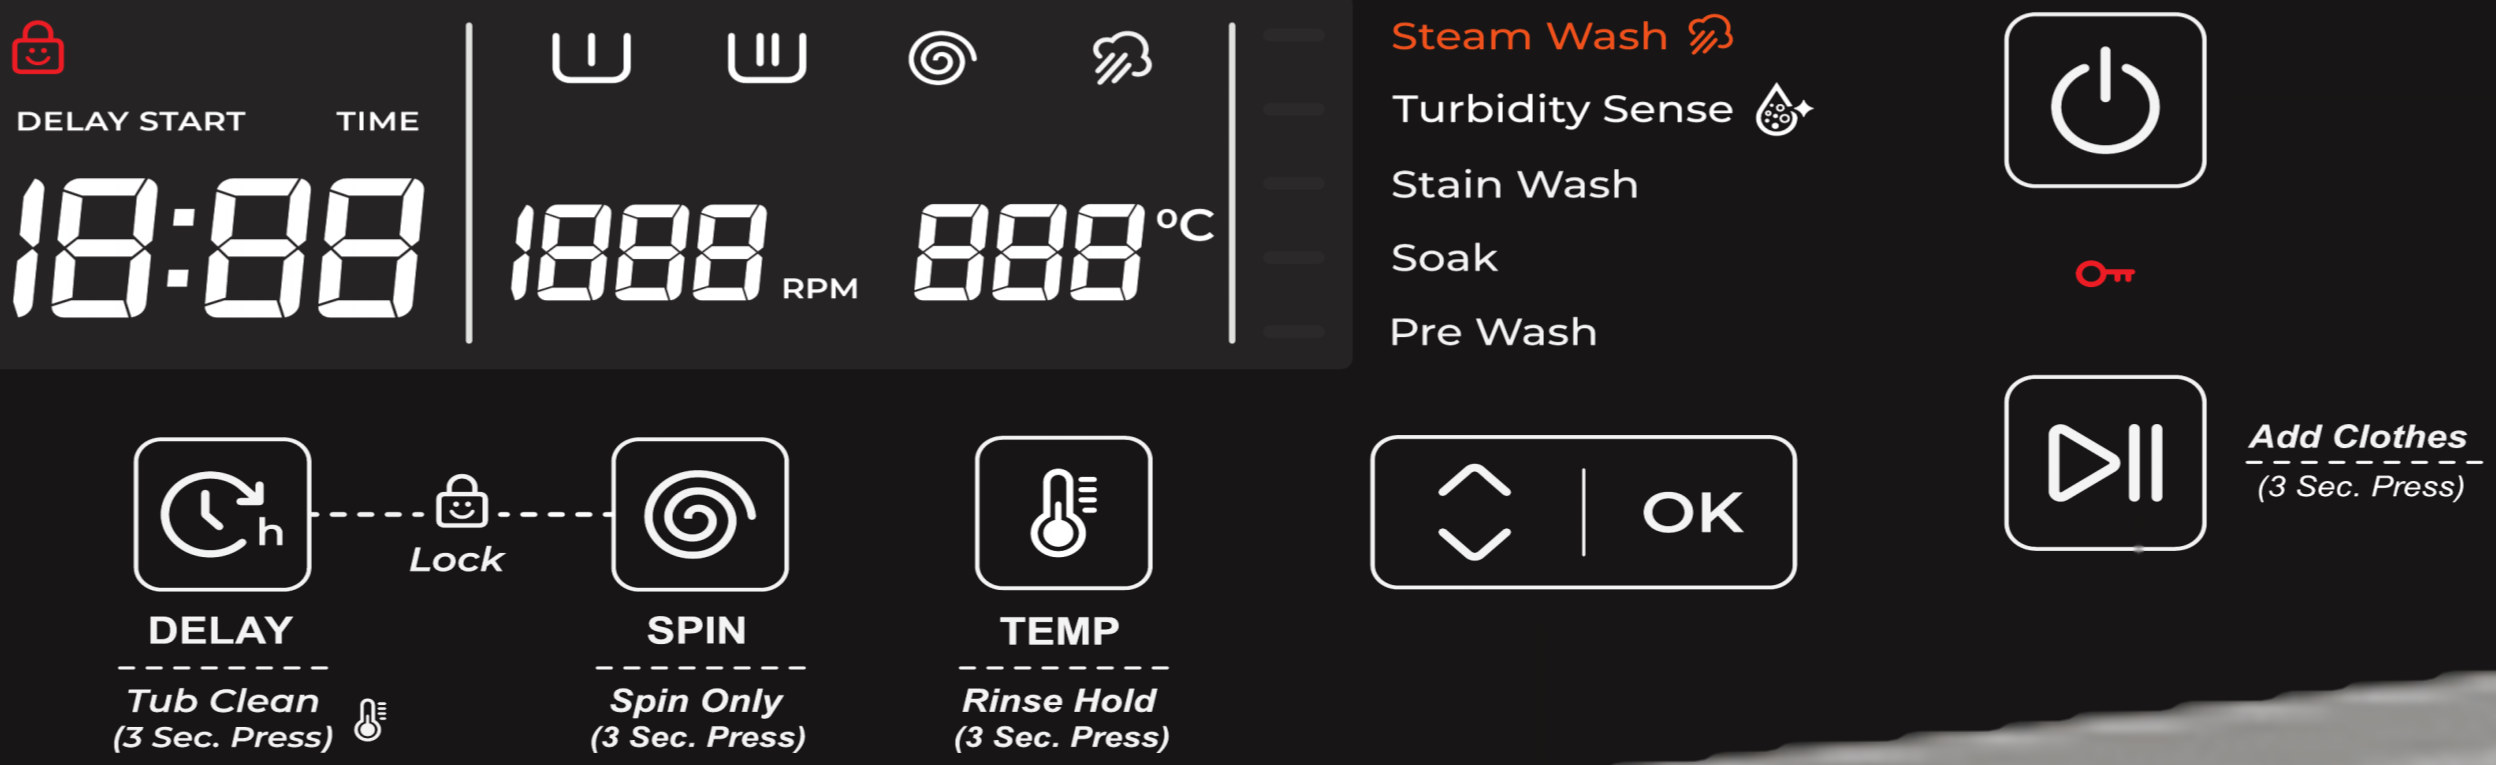 DELAY START TIME
18:88
1888 RPM
888 °C
Steam Wash
Turbidity Sense
Stain Wash
Soak
Pre Wash
h
Lock
OK
Add Clothes
(3 Sec. Press)
DELAY
Tub Clean
(3 Sec. Press)
SPIN
Spin Only
(3 Sec. Press)
TEMP
Rinse Hold
(3 Sec. Press)